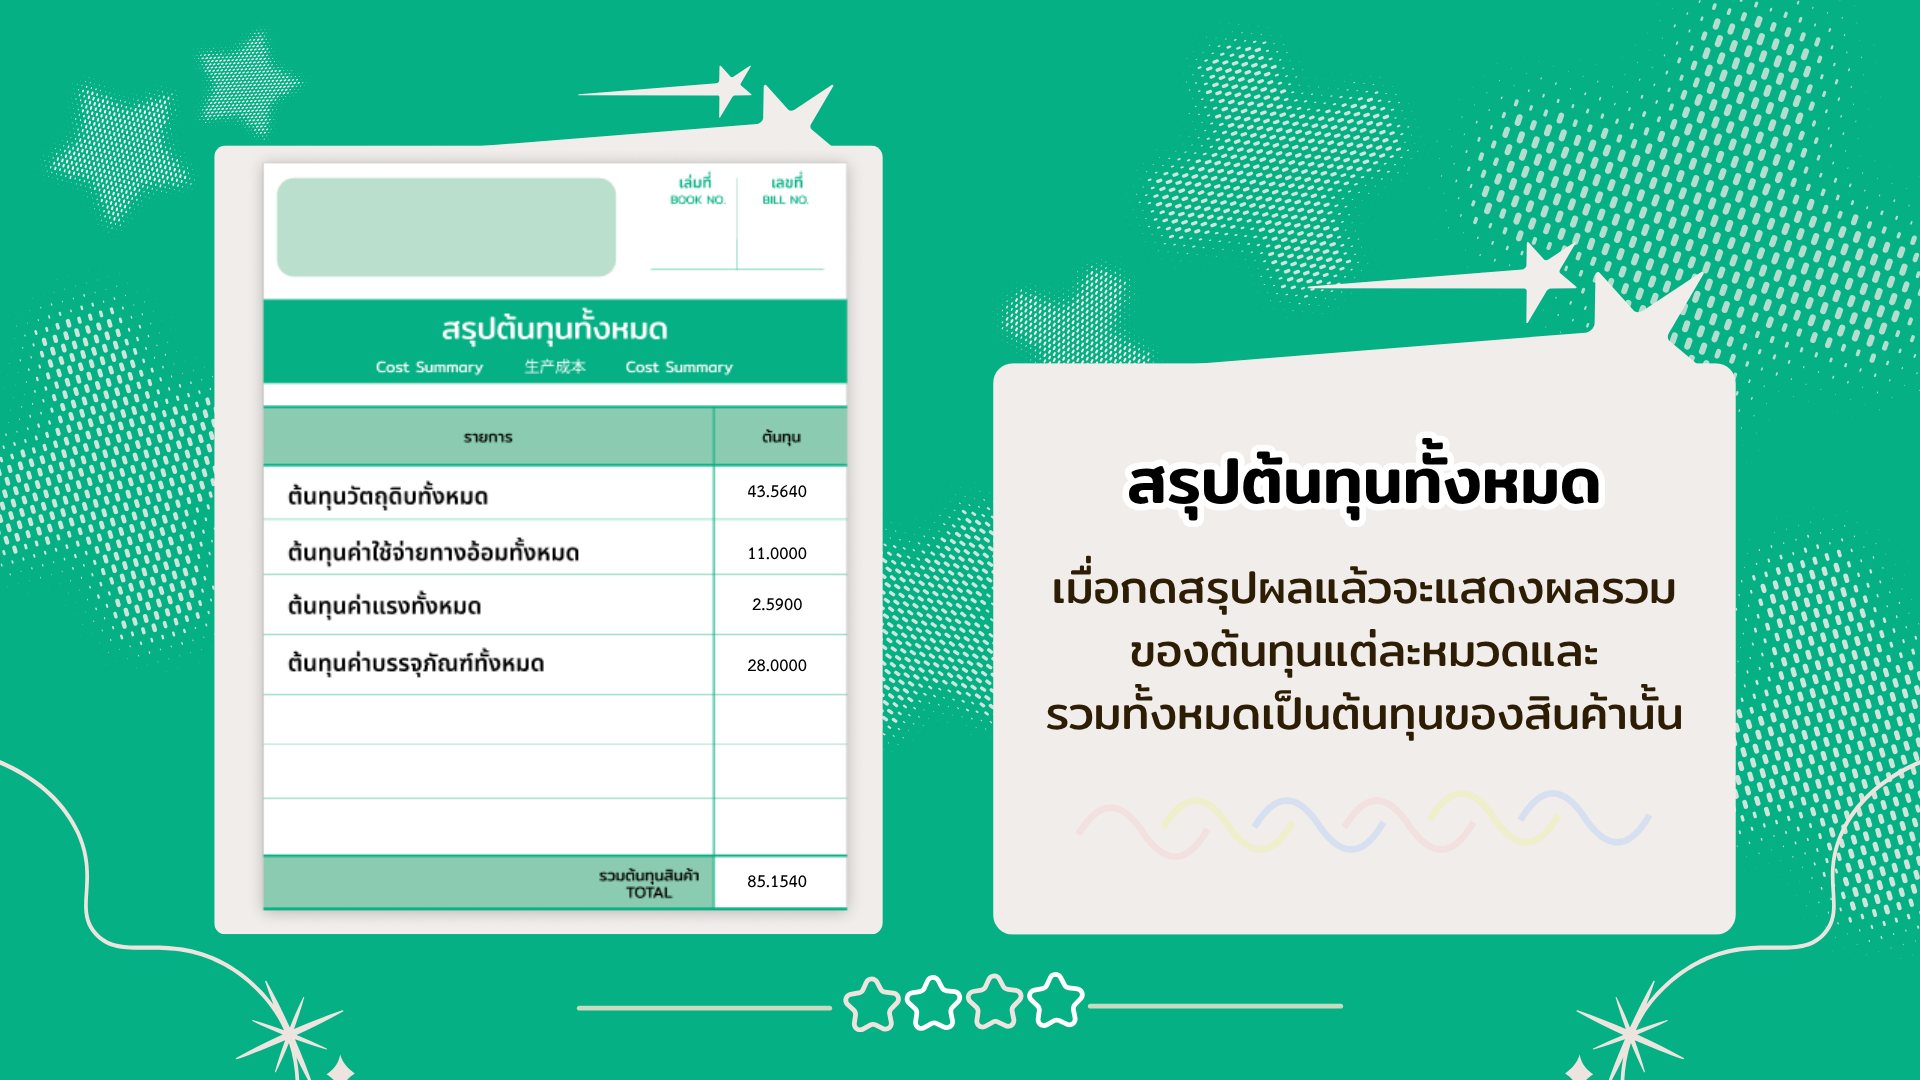 เล่มที่
BOOK NO.
เลขที่
BILL NO.
สรุปต้นทุนทั้งหมด
Cost Summary 生产成本 Cost Summary
รายการ ต้นทุน
ต้นทุนวัตถุดิบทั้งหมด 43.5640
ต้นทุนค่าใช้จ่ายทางอ้อมทั้งหมด 11.0000
ต้นทุนค่าแรงทั้งหมด 2.5900
ต้นทุนค่าบรรจุภัณฑ์ทั้งหมด 28.0000
รวมต้นทุนสินค้า
TOTAL 85.1540
สรุปต้นทุนทั้งหมด
เมื่อกดสรุปผลแล้วจะแสดงผลรวม
ของต้นทุนแต่ละหมวดและ
รวมทั้งหมดเป็นต้นทุนของสินค้านั้น